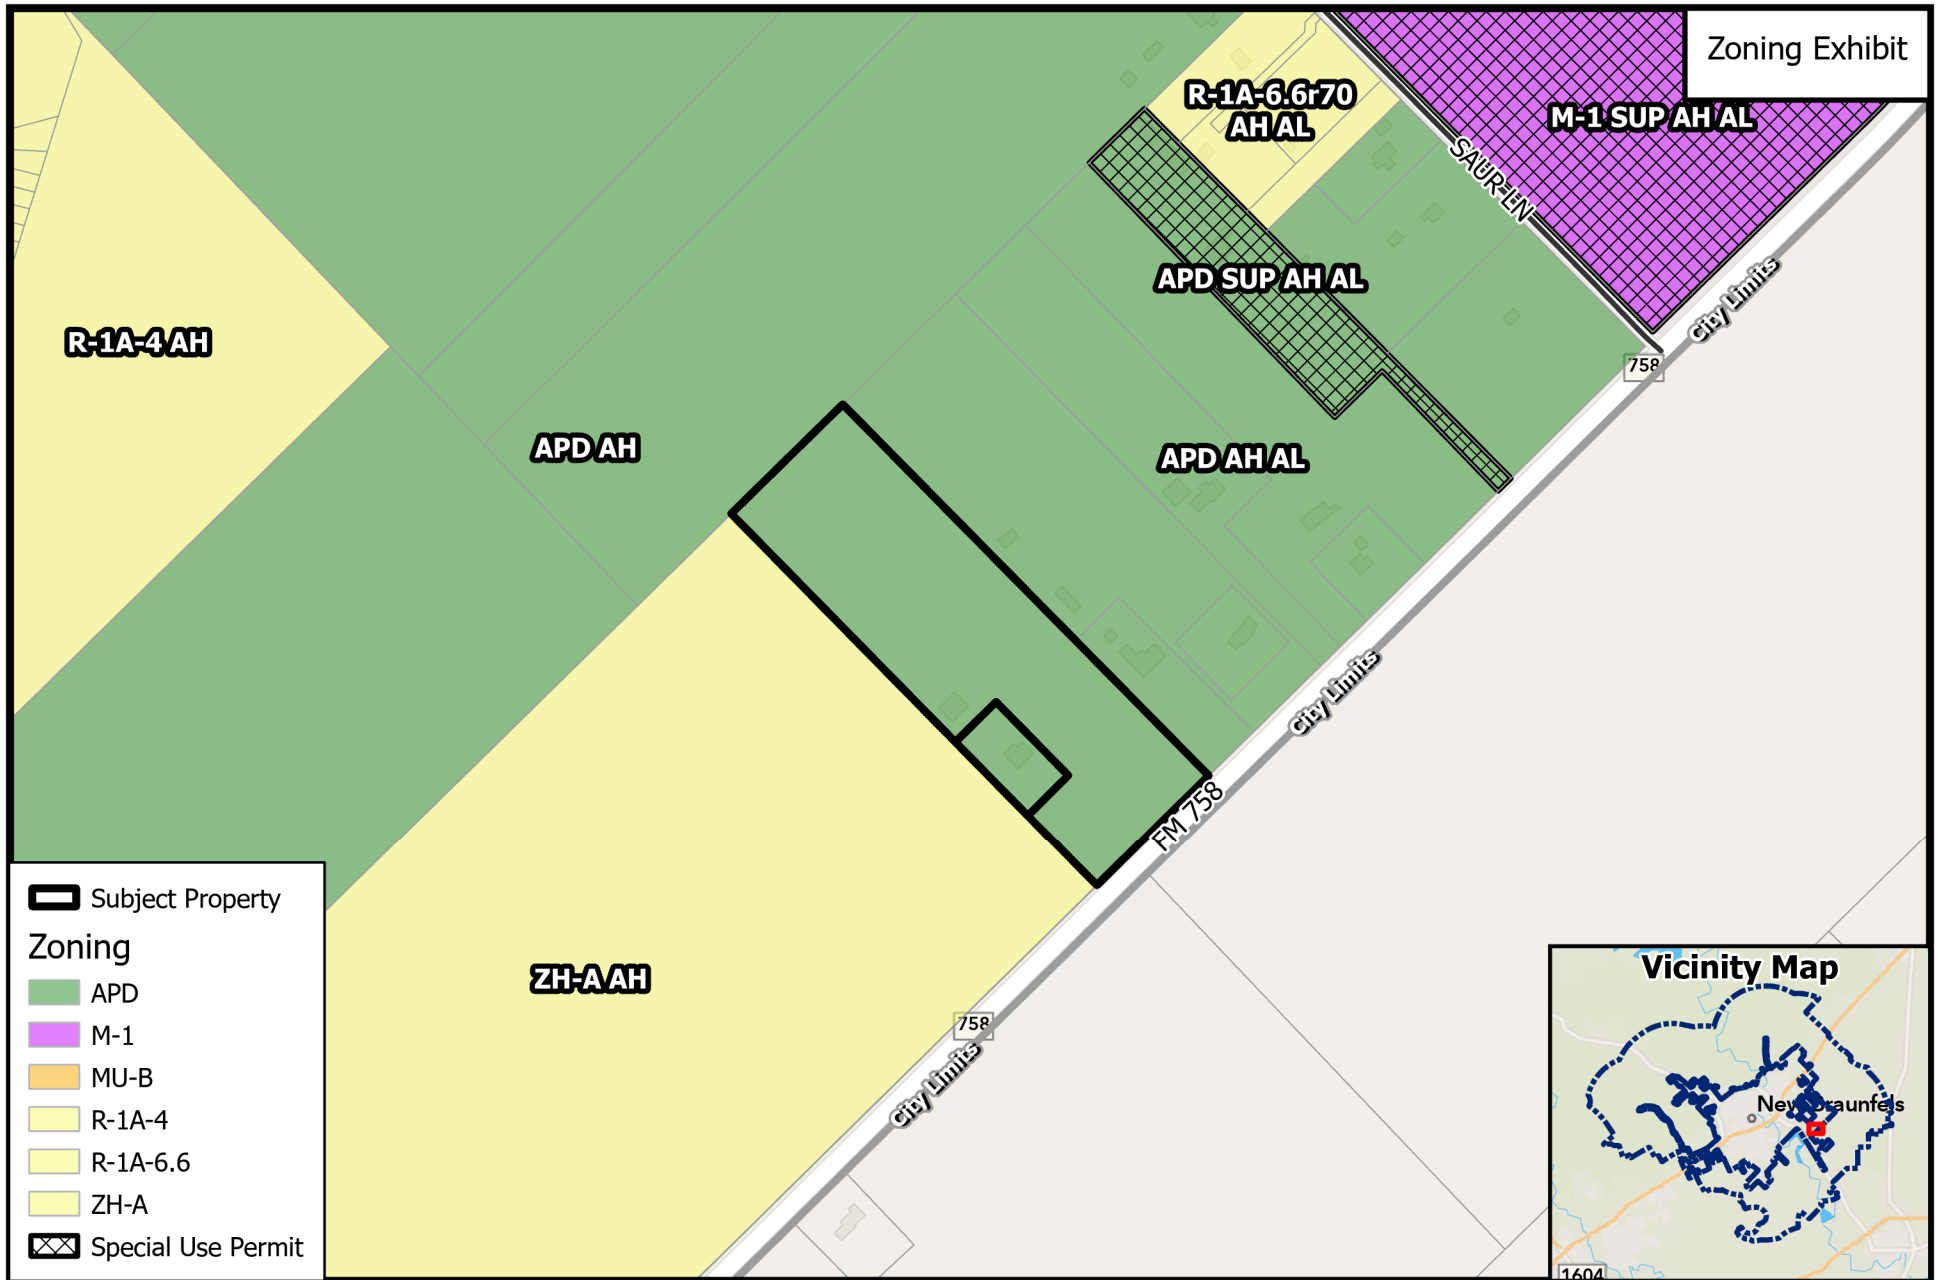 Zoning Exhibit
R-1A-6.6r70
AH AL
M-1 SUP AH AL
SAUR LN
APD SUP AH AL
City Limits
R-1A-4 AH
758
APD AH
APD AH AL
City Limits
FM 758
ZH-A AH
758
City Limits
Subject Property
Zoning
APD
M-1
MU-B
R-1A-4
R-1A-6.6
ZH-A
Special Use Permit
Vicinity Map
New Braunfels
1604